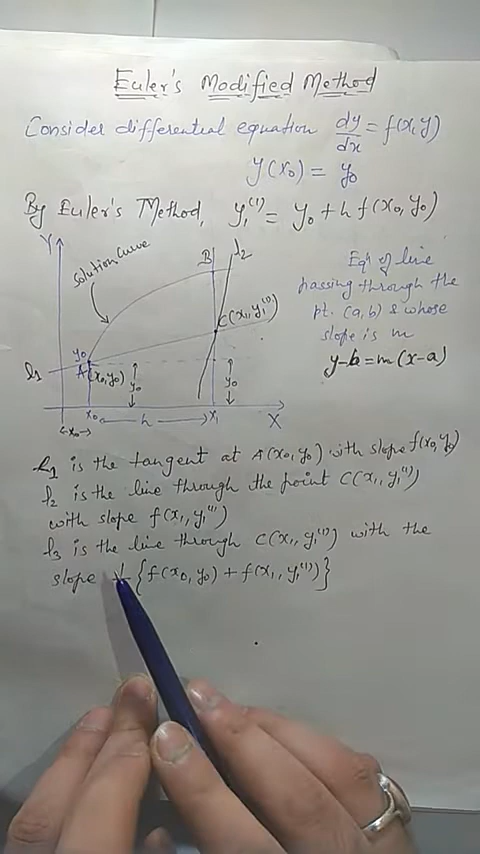 Euler's Modified Method
Consider differential equation dy/dx = f(x,y)
y(x₀) = y₀
By Euler's Method, y₁⁽¹⁾ = y₀ + h f(x₀, y₀)
Y
Solution curve
B
l₂
C(x₁, y₁⁽¹⁾)
l₁
y₀
A(x₀, y₀)
y₀
y₀
x₀
h
x₁
X
x₀
Eqⁿ of line
passing through the
pt. (a, b) & whose
slope is m
y-b = m(x-a)
l₁ is the tangent at A(x₀, y₀) with slope f(x₀, y₀)
l₂ is the line through the point C(x₁, y₁⁽¹⁾)
with slope f(x₁, y₁⁽¹⁾)
l₃ is the line through C(x₁, y₁⁽¹⁾) with the
slope {f(x₀, y₀) + f(x₁, y₁⁽¹⁾)}